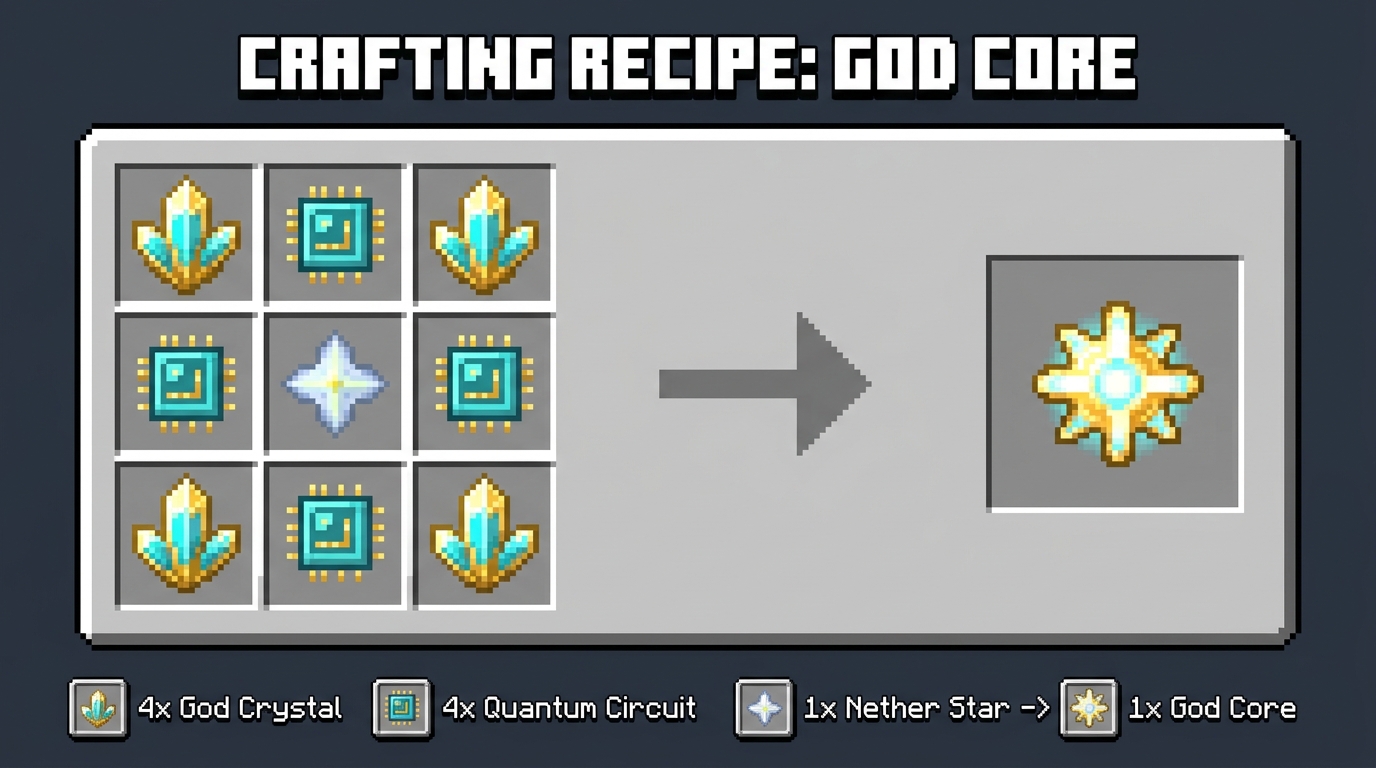 CRAFTING RECIPE: GOD CORE
4x God Crystal
4x Quantum Circuit
1x Nether Star ->
1x God Core